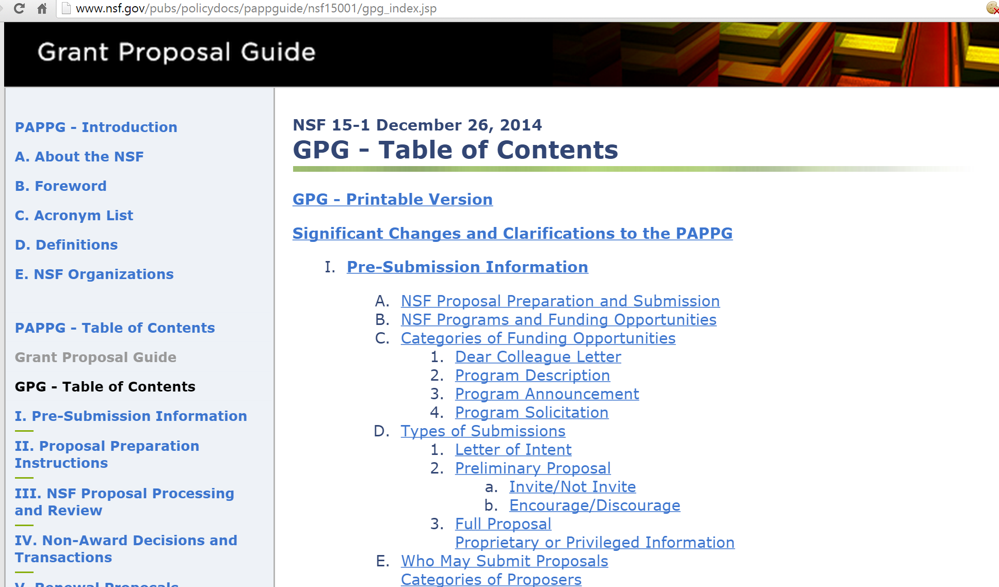 www.nsf.gov/pubs/policydocs/pappguide/nsf15001/gpg_index.jsp
Grant Proposal Guide
PAPPG - Introduction
A. About the NSF
B. Foreword
C. Acronym List
D. Definitions
E. NSF Organizations
PAPPG - Table of Contents
Grant Proposal Guide
GPG - Table of Contents
I. Pre-Submission Information
II. Proposal Preparation
Instructions
III. NSF Proposal Processing
and Review
IV. Non-Award Decisions and
Transactions
V. Renewal Proposals
NSF 15-1 December 26, 2014
GPG - Table of Contents
GPG - Printable Version
Significant Changes and Clarifications to the PAPPG
I. Pre-Submission Information
A. NSF Proposal Preparation and Submission
B. NSF Programs and Funding Opportunities
C. Categories of Funding Opportunities
1. Dear Colleague Letter
2. Program Description
3. Program Announcement
4. Program Solicitation
D. Types of Submissions
1. Letter of Intent
2. Preliminary Proposal
a. Invite/Not Invite
b. Encourage/Discourage
3. Full Proposal
Proprietary or Privileged Information
E. Who May Submit Proposals
Categories of Proposers